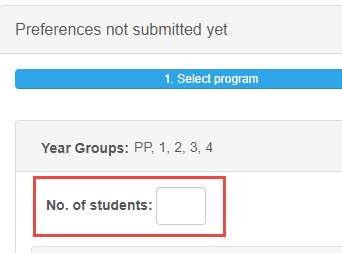 Preferences not submitted yet
1. Select program
Year Groups: PP, 1, 2, 3, 4
No. of students: